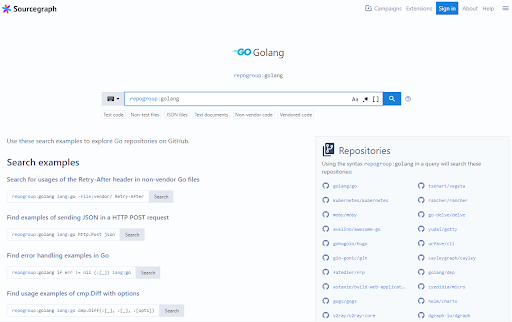 Sourcegraph
Campaigns Extensions Sign in About Help
GO Golang
repogroup:golang
repogroup:golang
Aa .* []
Test code Non-test files JSON files Text documents Non-vendor code Vendored code
Use these search examples to explore Go repositories on GitHub.
Search examples
Search for usages of the Retry-After header in non-vendor Go files
repogroup:golang lang:go -file:vendor/ Retry-After Search
Find examples of sending JSON in a HTTP POST request
repogroup:golang lang:go http.Post json Search
Find error handling examples in Go
repogroup:golang if err != nil {:[_]} lang:go Search
Find usage examples of cmp.Diff with options
repogroup:golang lang:go cmp.Diff(:[_], :[_], :[opts]) Search
Repositories
Using the syntax repogroup:golang in a query will search these
repositories:
golang/go
tsenart/vegeta
kubernetes/kubernetes
rancher/rancher
moby/moby
go-delve/delve
avelino/awesome-go
yudai/gotty
gohugoio/hugo
urfave/cli
gin-gonic/gin
cayleygraph/cayley
fatedier/frp
golang/dep
astaxie/build-web-applicat...
ivedidia/micro
gogs/gogs
helm/charts
v2ray/v2ray-core
dgraph-io/dgraph